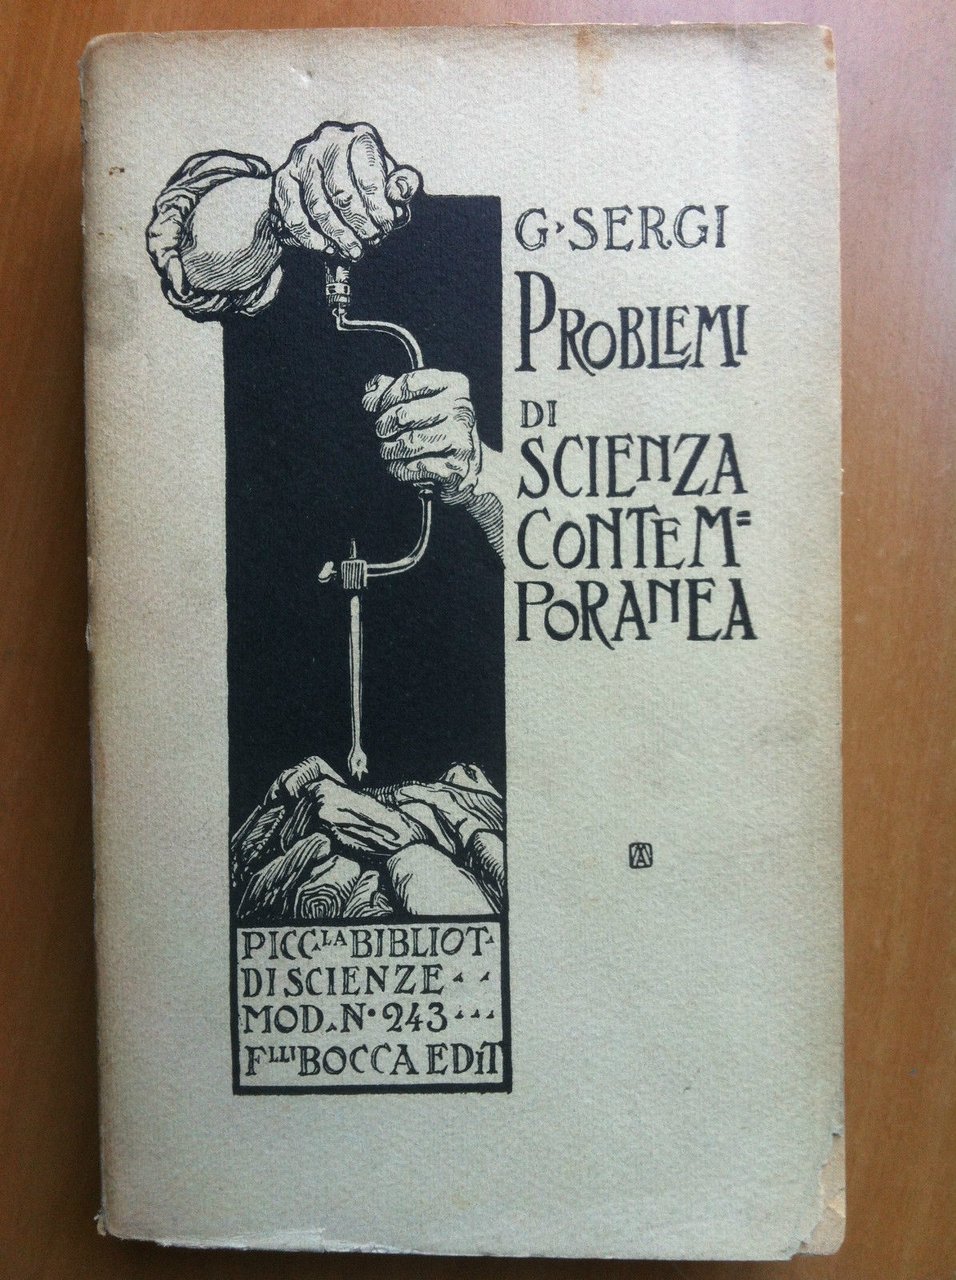 G. SERGI
PROBLEMI
DI
SCIENZA
CONTEM=
PORANEA
PICC.LA BIBLIOT.
DI SCIENZE...
MOD. N. 243...
F.LLI BOCCA EDIT